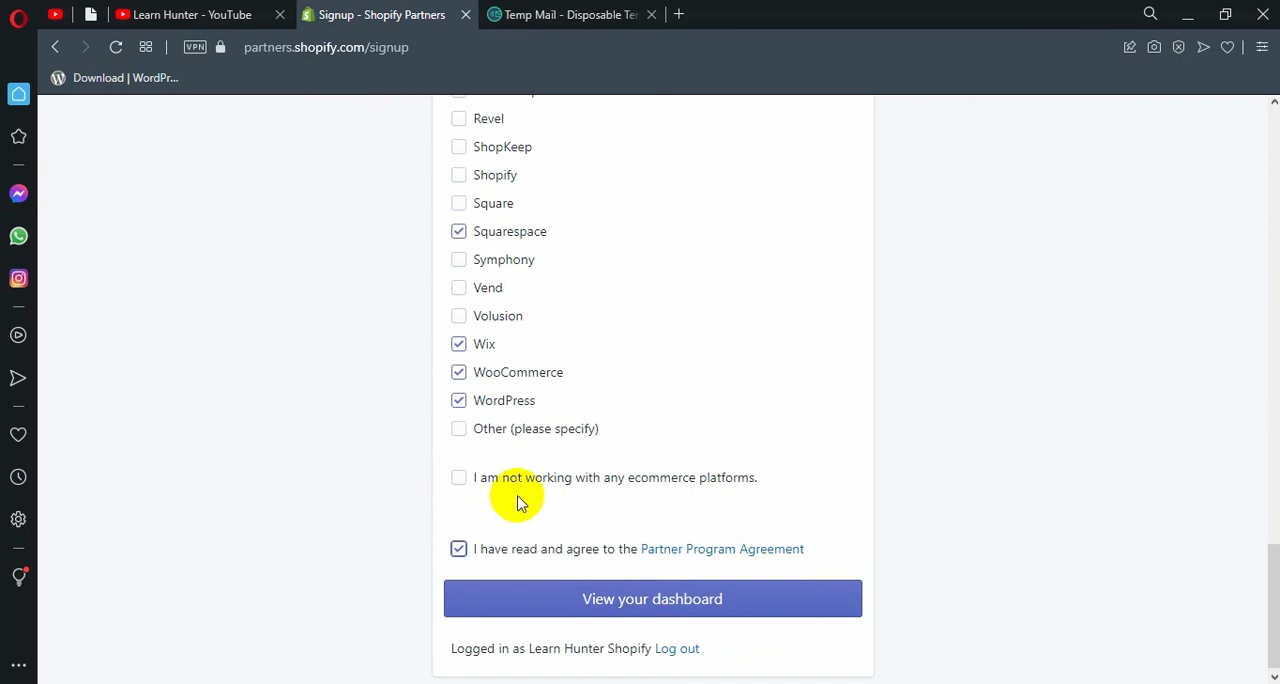 Learn Hunter - YouTube
Signup - Shopify Partners
Temp Mail - Disposable Ter
VPN
partners.shopify.com/signup
Download | WordPr...
Revel
ShopKeep
Shopify
Square
Squarespace
Symphony
Vend
Volusion
Wix
WooCommerce
WordPress
Other (please specify)
I am not working with any ecommerce platforms.
I have read and agree to the Partner Program Agreement
View your dashboard
Logged in as Learn Hunter Shopify Log out